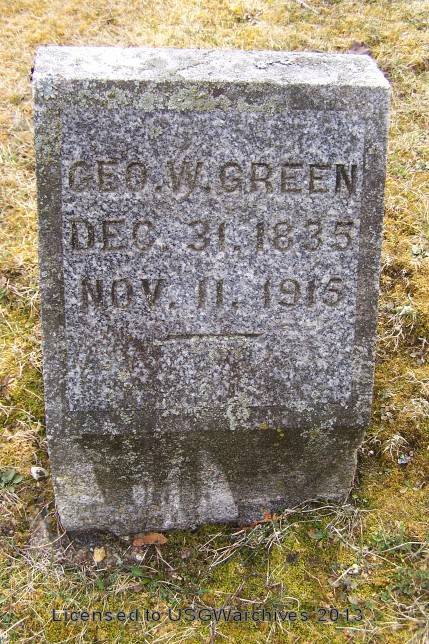 GEO. W. GREEN
DEC. 31. 1835
NOV. 11. 1915
Licensed to USGWarchives 2013